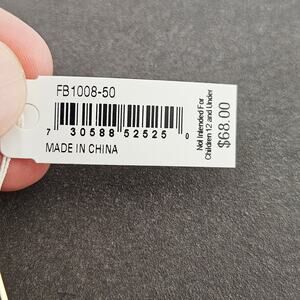 FB1008-50
7 30588 52525 0
MADE IN CHINA
Not Intended For
Children 12 and Under
$68.00